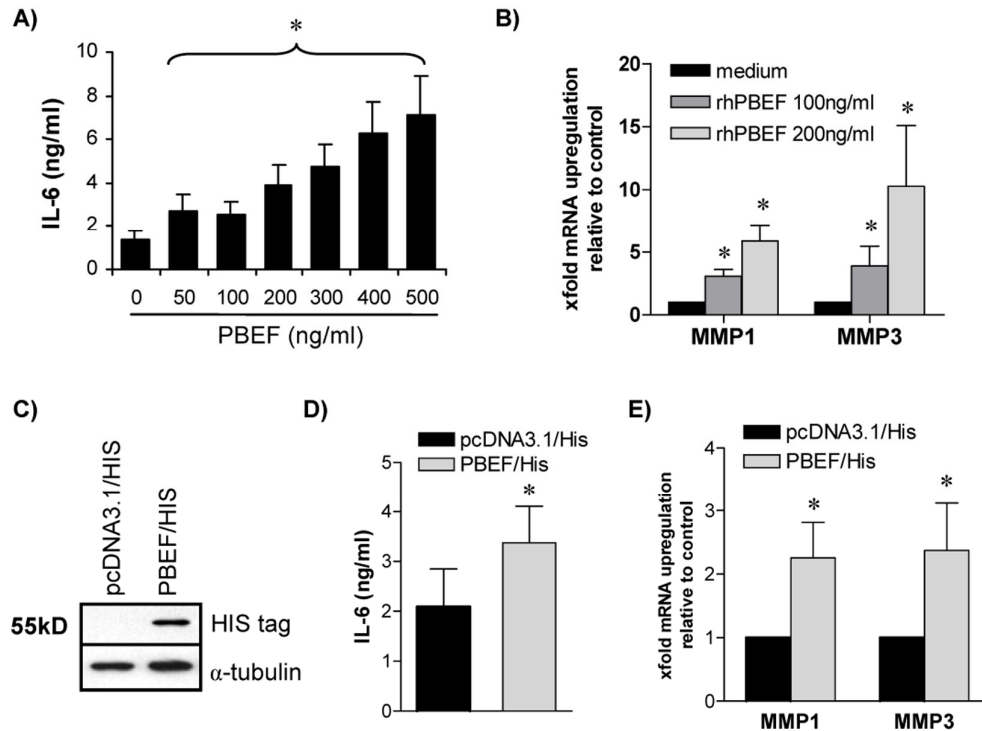 A)
*
IL-6 (ng/ml)
10
8
6
4
2
0
0 50 100 200 300 400 500
PBEF (ng/ml)
B)
medium
rhPBEF 100ng/ml
rhPBEF 200ng/ml
xfold mRNA upregulation
relative to control
20
15
10
5
0
* * * *
MMP1 MMP3
C)
pcDNA3.1/HIS
PBEF/HIS
55kD
HIS tag
α-tubulin
D)
pcDNA3.1/His
PBEF/His
IL-6 (ng/ml)
5
4
3
2
1
0
*
E)
pcDNA3.1/His
PBEF/His
xfold mRNA upregulation
relative to control
4
3
2
1
0
* *
MMP1 MMP3